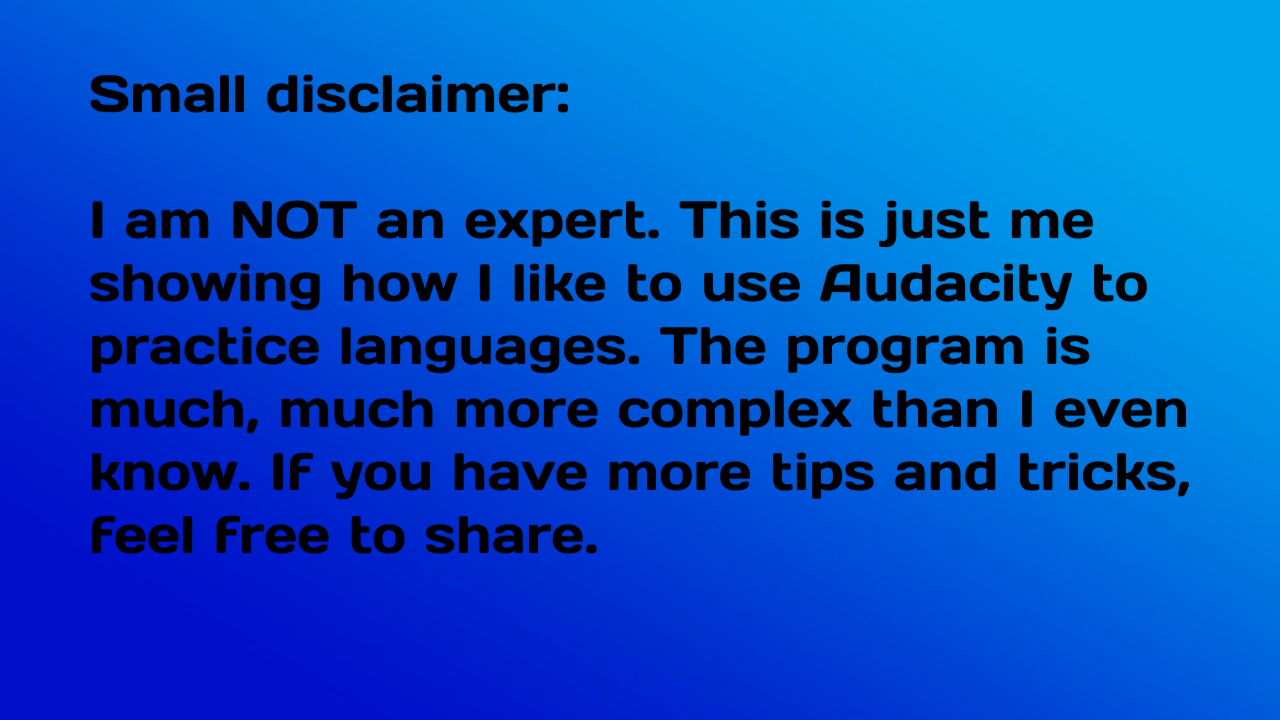 Small disclaimer:
I am NOT an expert. This is just me
showing how I like to use Audacity to
practice languages. The program is
much, much more complex than I even
know. If you have more tips and tricks,
feel free to share.